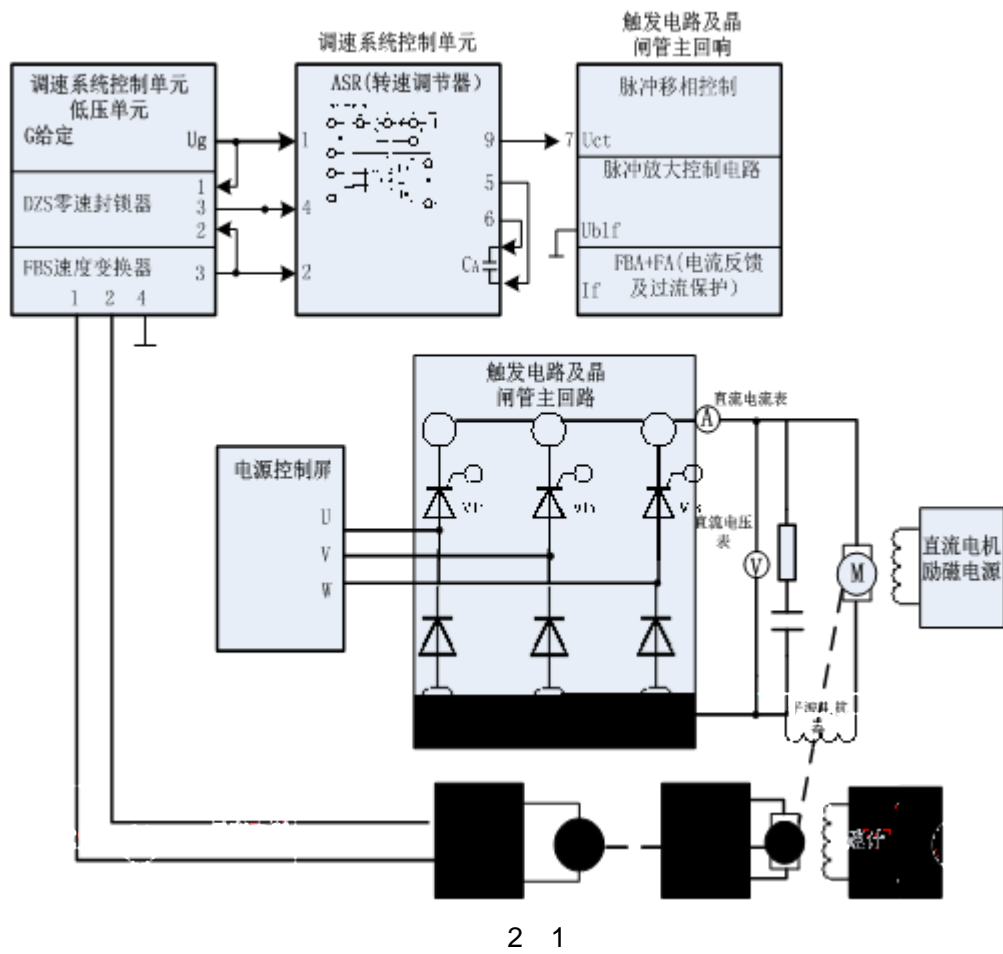 调速系统控制单元
触发电路及晶
闸管主回响
调速系统控制单元
低压单元
G给定
Ug
1
DZS零速封锁器
3
2
FBS速度变换器
3
1 2 4
ASR(转速调节器)
1
4
2
9
5
6
CA
脉冲移相控制
7 Uct
脉冲放大控制电路
Ublf
FBA+FA(电流反馈
及过流保护)
If
触发电路及晶
闸管主回路
A
直流电流表
电源控制屏
U
V
W
直流电压
表
V
M
直流电机
励磁电源
2 1